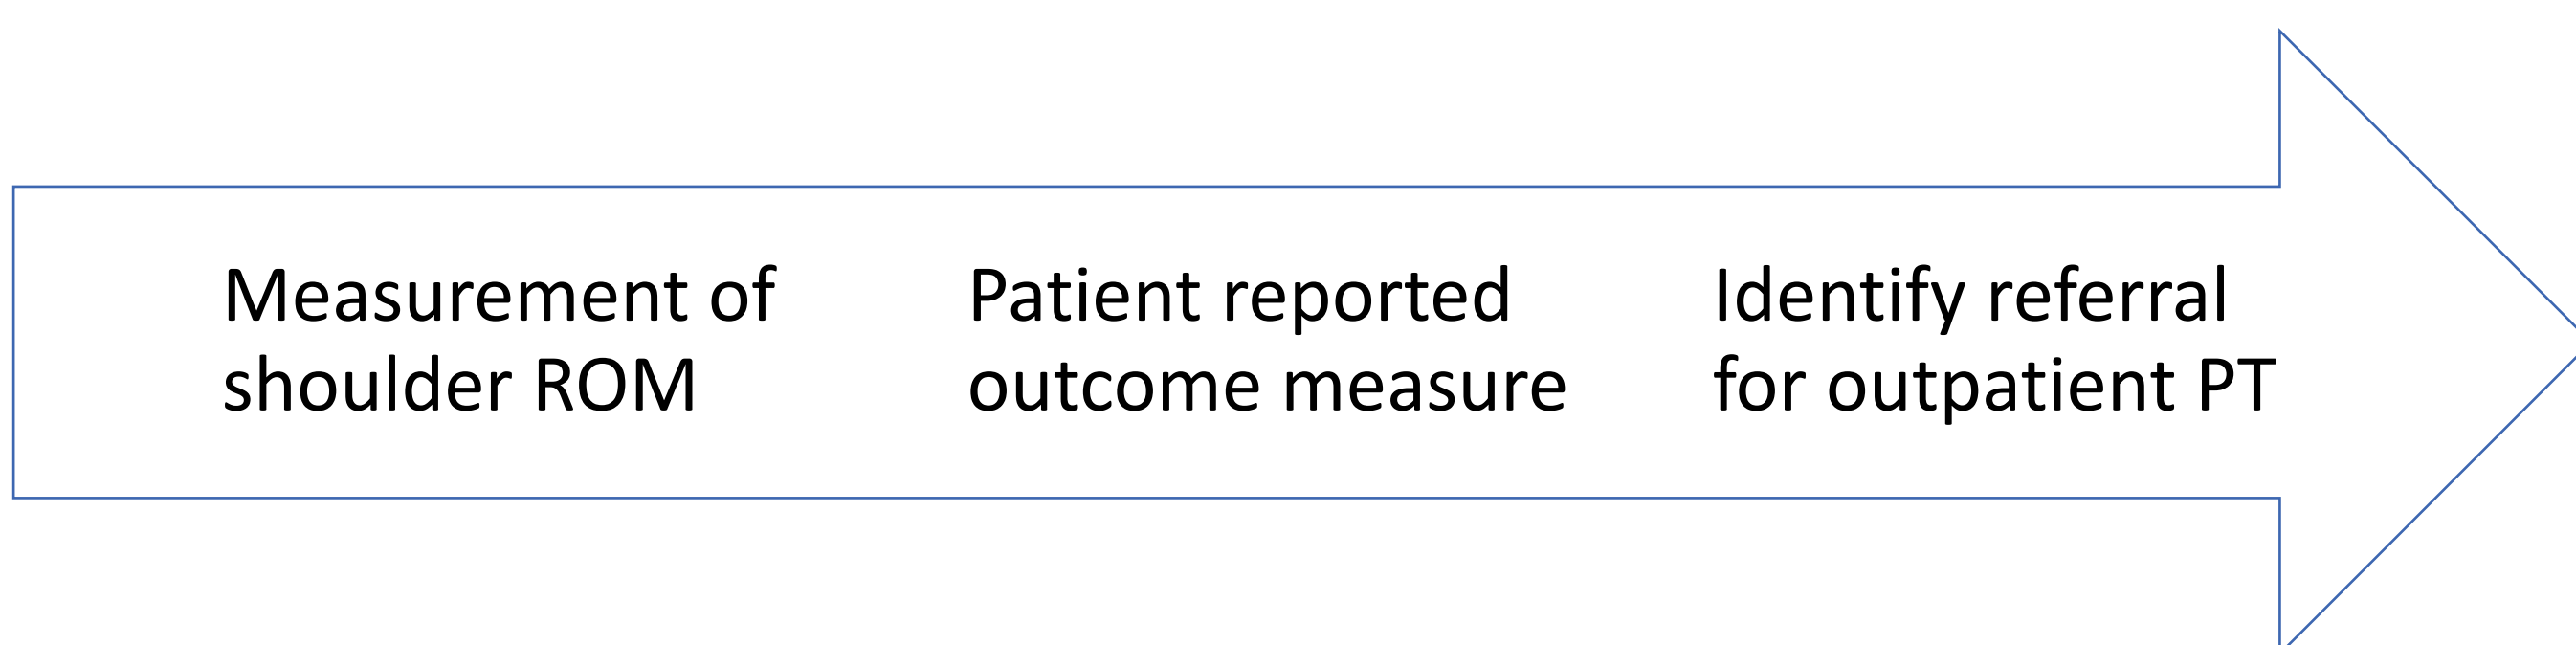 Measurement of
shoulder ROM
Patient reported
outcome measure
Identify referral
for outpatient PT